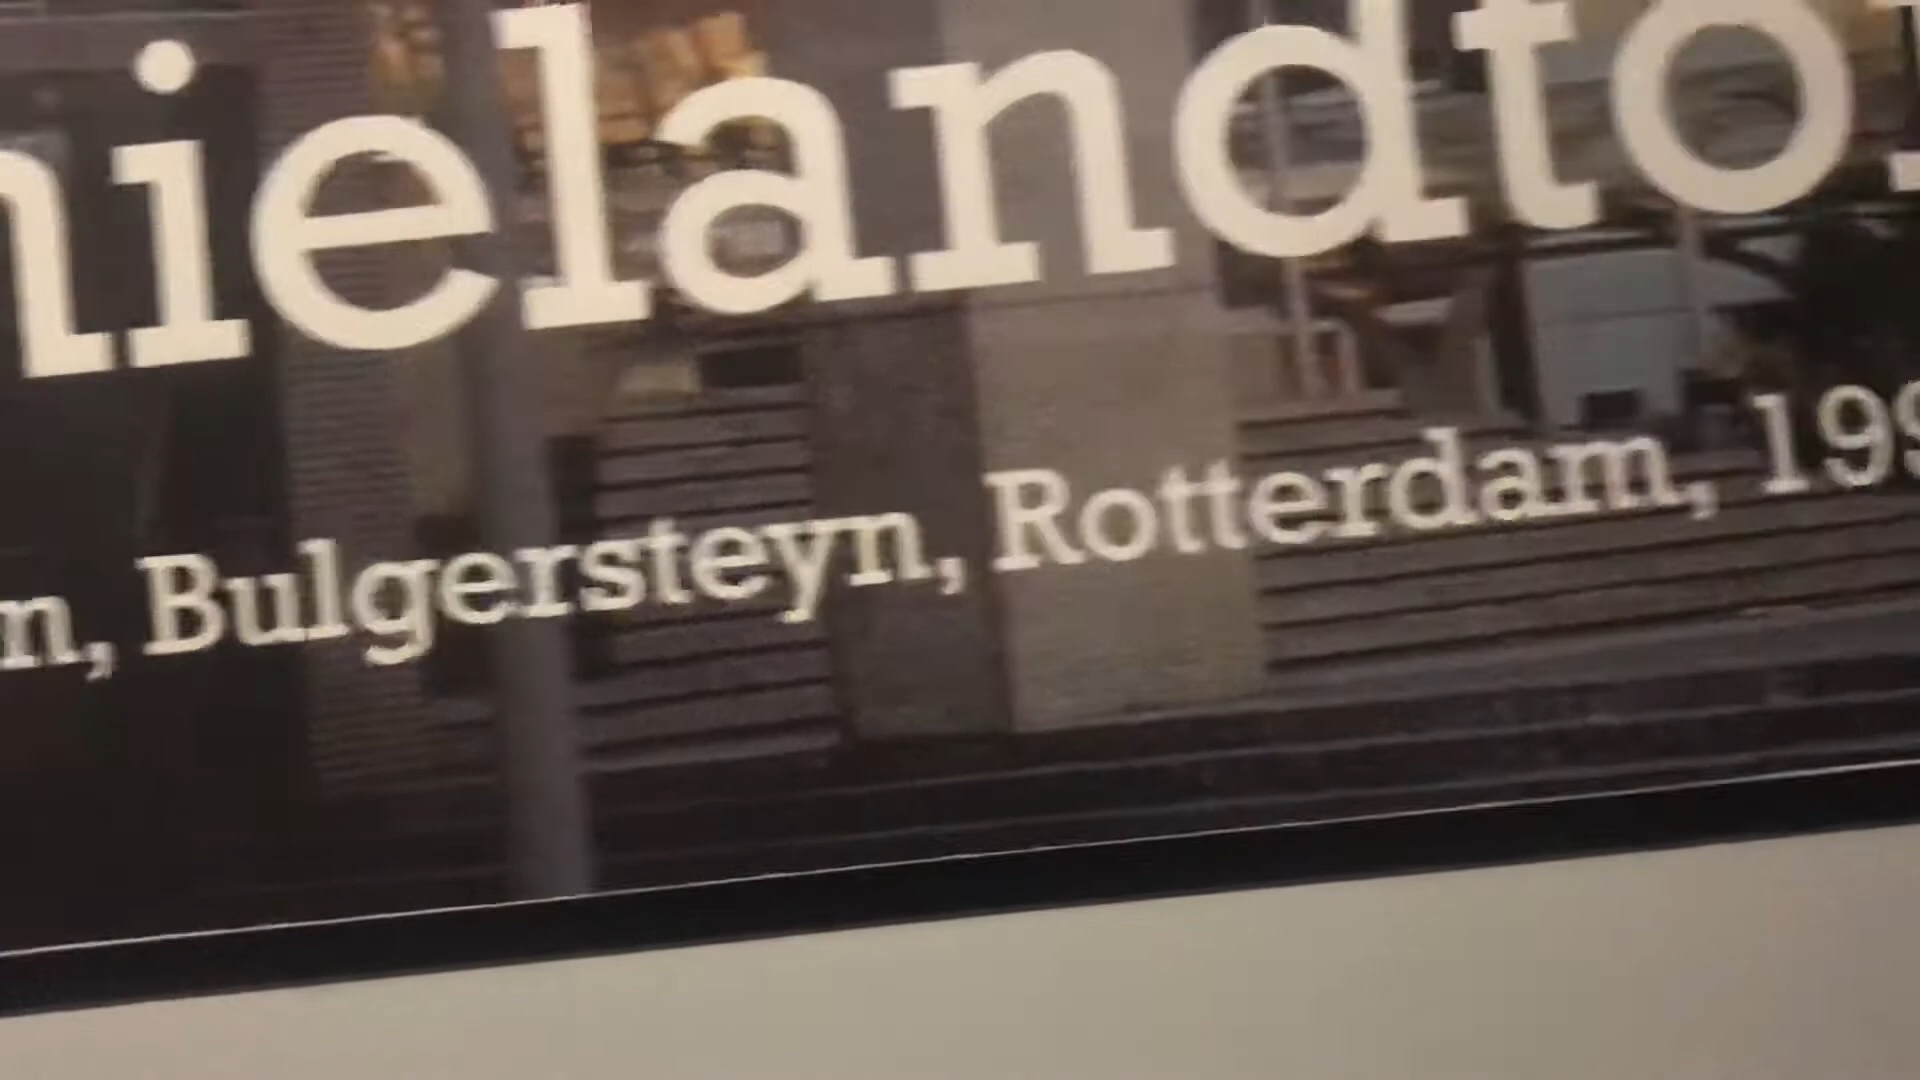 nielandto
n, Bulgersteyn, Rotterdam, 199